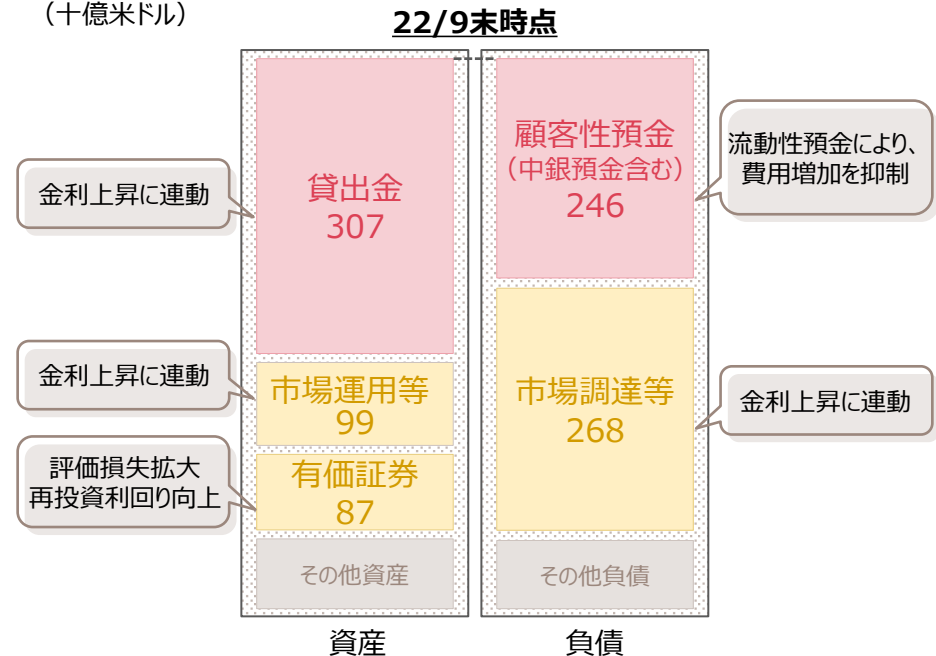 （十億米ドル）
22/9末時点
金利上昇に連動
貸出金
307
顧客性預金
（中銀預金含む）
246
流動性預金により、
費用増加を抑制
金利上昇に連動
市場運用等
99
市場調達等
268
金利上昇に連動
評価損失拡大
再投資利回り向上
有価証券
87
その他資産
その他負債
資産
負債